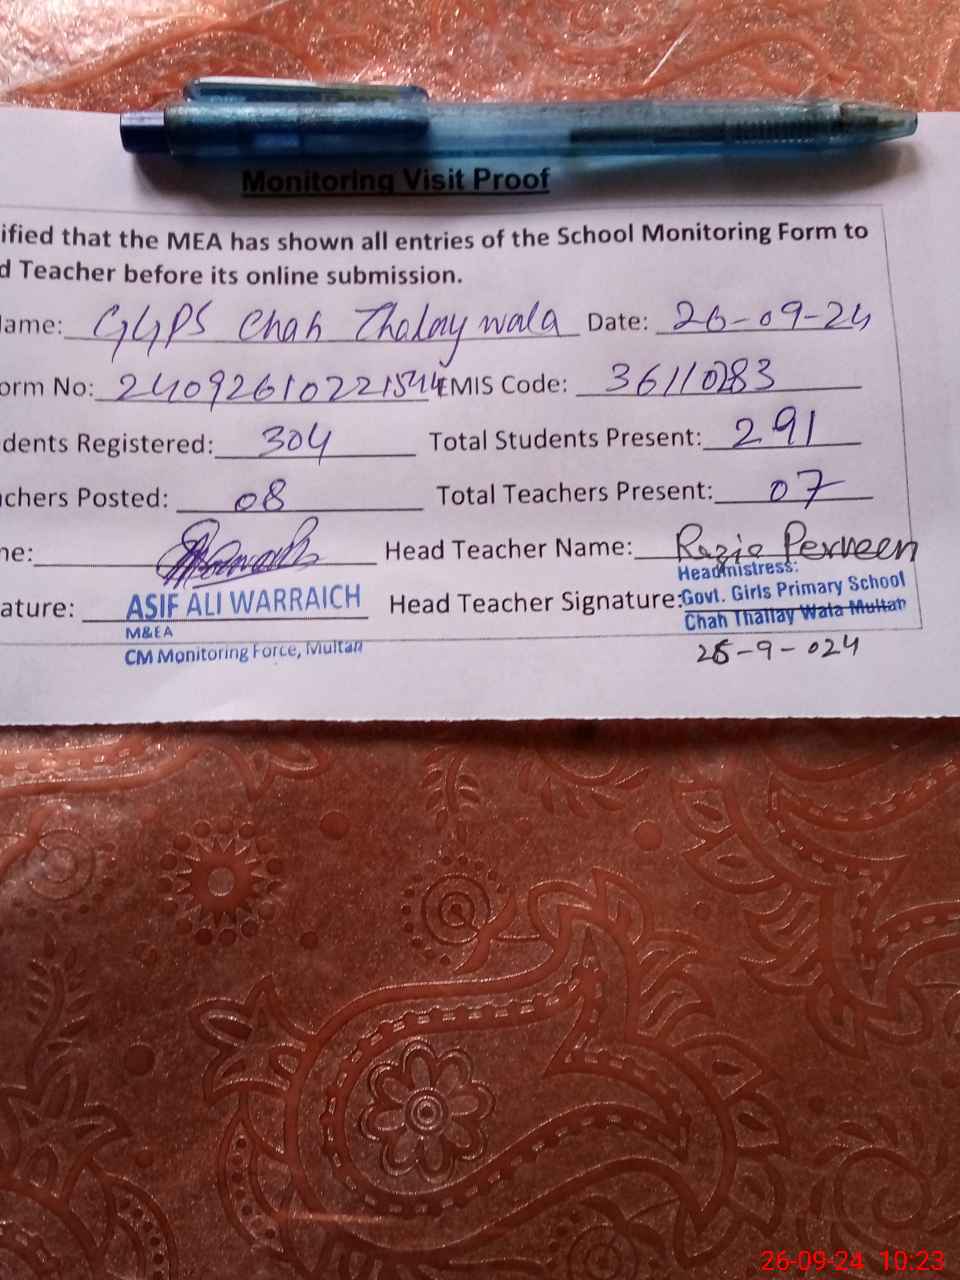 Monitoring Visit Proof
ified that the MEA has shown all entries of the School Monitoring Form to
d Teacher before its online submission.
ame: GGPS Chah Thalay wala Date: 26-09-24
orm No: 24092610221544 EMIS Code: 36110283
dents Registered: 304 Total Students Present: 291
chers Posted: 08 Total Teachers Present: 07
ne: Head Teacher Name: Razia Perveen
ature: ASIF ALI WARRAICH Head Teacher Signature: Headmistress:
M&EA Govt. Girls Primary School
CM Monitoring Force, Multan Chah Thallay Wala Multan
26-9-024
26-09-24 10:23